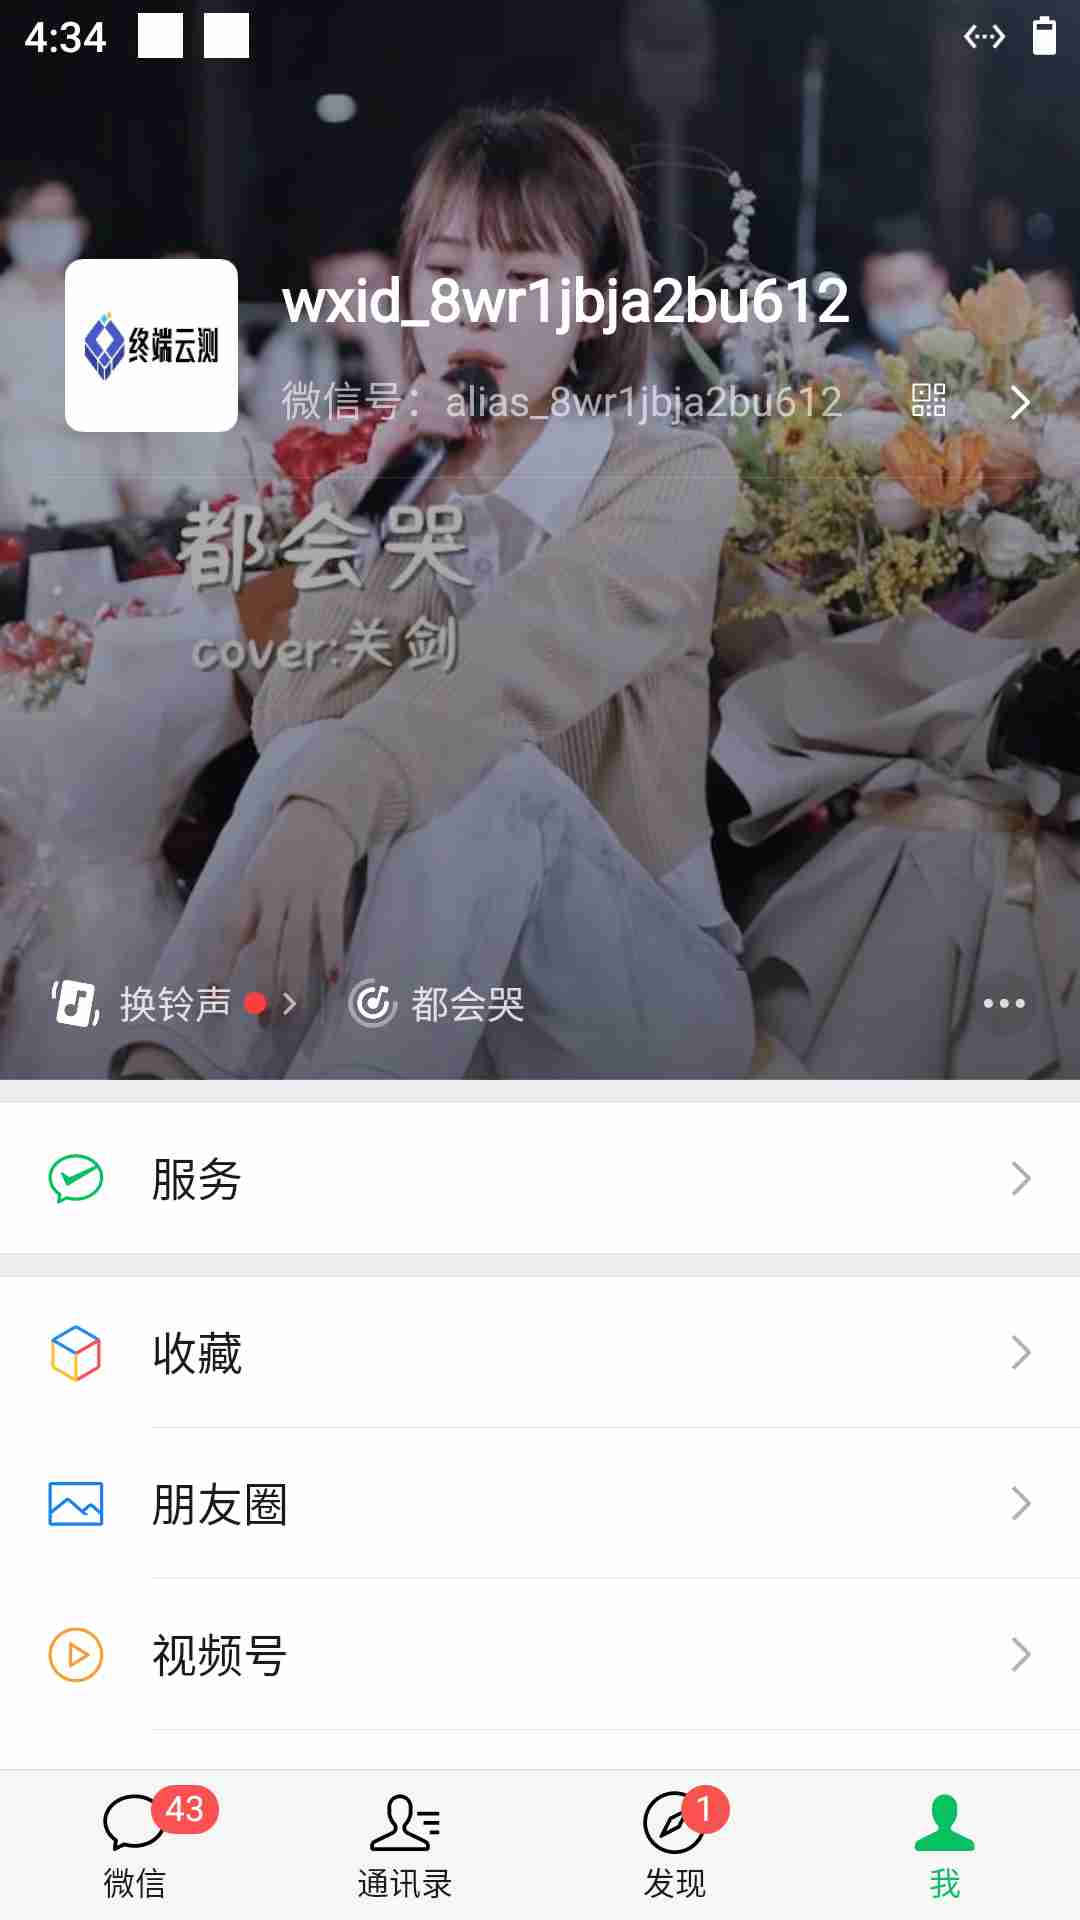 4:34
终端云测
wxid_8wr1jbja2bu612
微信号：alias_8wr1jbja2bu612
都会哭
cover:关剑
换铃声
都会哭
服务
收藏
朋友圈
视频号
43
1
微信
通讯录
发现
我